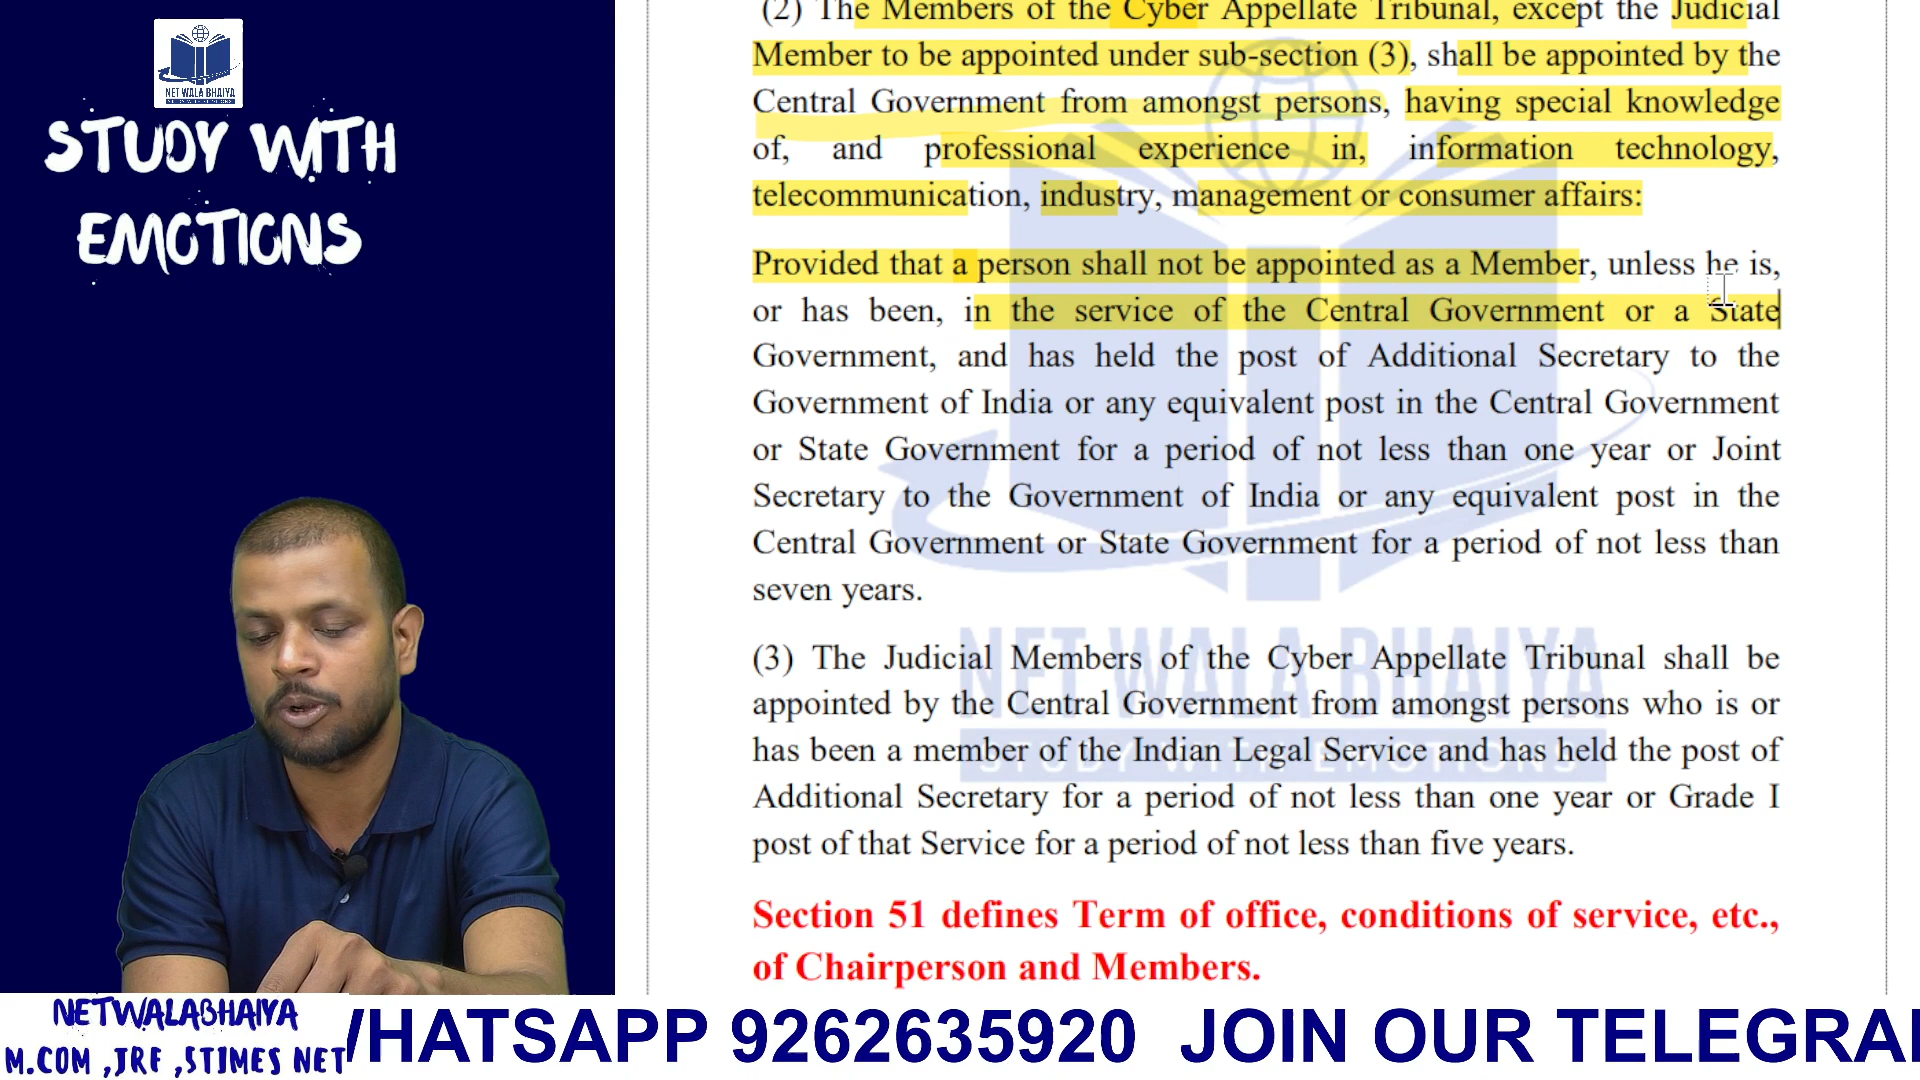 NET WALA BHAIYA
STUDY WITH EMOTIONS
STUDY WITH
EMOTIONS
(2) The Members of the Cyber Appellate Tribunal, except the Judicial
Member to be appointed under sub-section (3), shall be appointed by the
Central Government from amongst persons, having special knowledge
of, and professional experience in, information technology,
telecommunication, industry, management or consumer affairs:
Provided that a person shall not be appointed as a Member, unless he is,
or has been, in the service of the Central Government or a State
Government, and has held the post of Additional Secretary to the
Government of India or any equivalent post in the Central Government
or State Government for a period of not less than one year or Joint
Secretary to the Government of India or any equivalent post in the
Central Government or State Government for a period of not less than
seven years.
(3) The Judicial Members of the Cyber Appellate Tribunal shall be
appointed by the Central Government from amongst persons who is or
has been a member of the Indian Legal Service and has held the post of
Additional Secretary for a period of not less than one year or Grade I
post of that Service for a period of not less than five years.
NET WALA BHAIYA
STUDY WITH EMOTIONS
Section 51 defines Term of office, conditions of service, etc.,
of Chairperson and Members.
NETWALABHAIYA
M.COM ,JRF ,5TIMES NET
WHATSAPP 9262635920 JOIN OUR TELEGRA